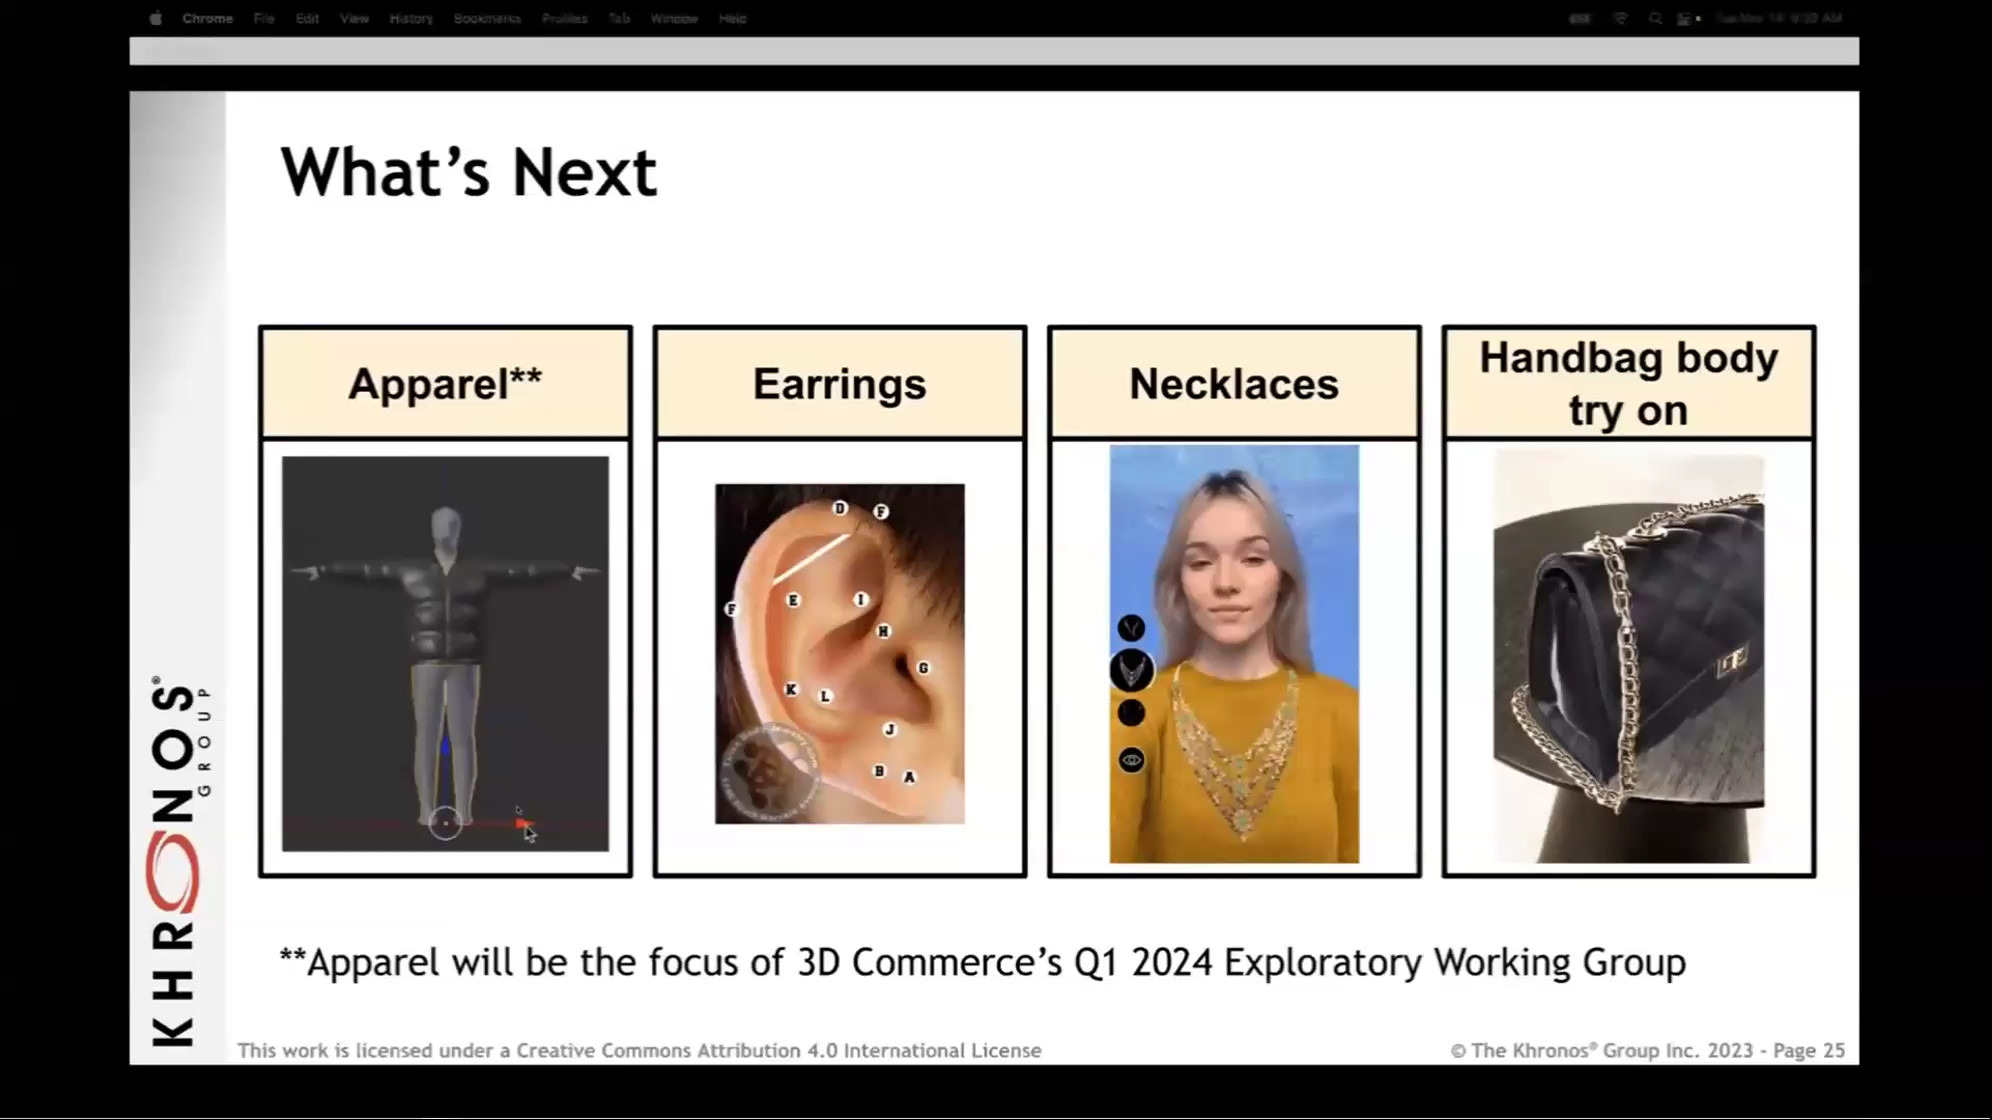 Chrome File Edit View History Bookmarks Profiles Tab Window Help
What's Next
Apparel**
Earrings
Necklaces
Handbag body
try on
D F
E I
F
H
G
K L
J
B A
**Apparel will be the focus of 3D Commerce's Q1 2024 Exploratory Working Group
KHRONOS®
GROUP
This work is licensed under a Creative Commons Attribution 4.0 International License
© The Khronos® Group Inc. 2023 - Page 25